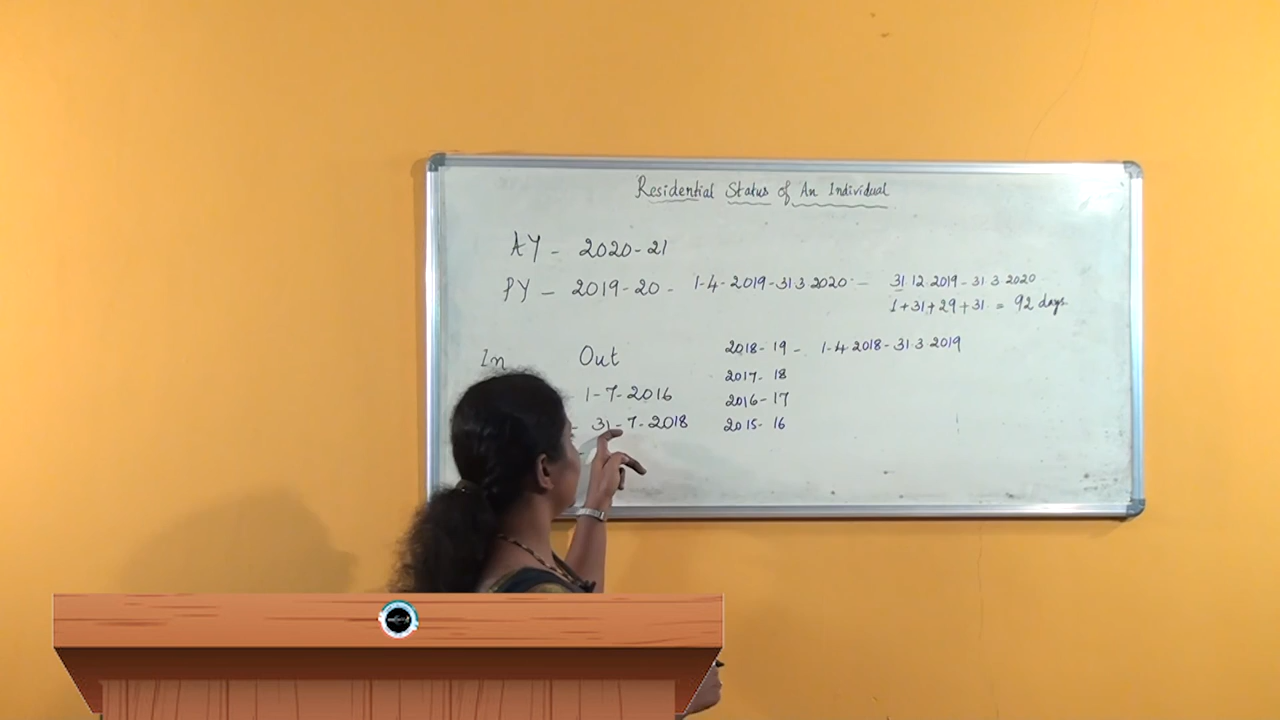 Residential Status of An Individual
AY - 2020-21
PY - 2019-20 - 1-4-2019-31.3.2020 - 31.12.2019-31.3.2020
1+31+29+31 = 92 days
In Out 2018-19 - 1-4.2018-31.3.2019
2017-18
1-7-2016 2016-17
- 31-7-2018 2015-16